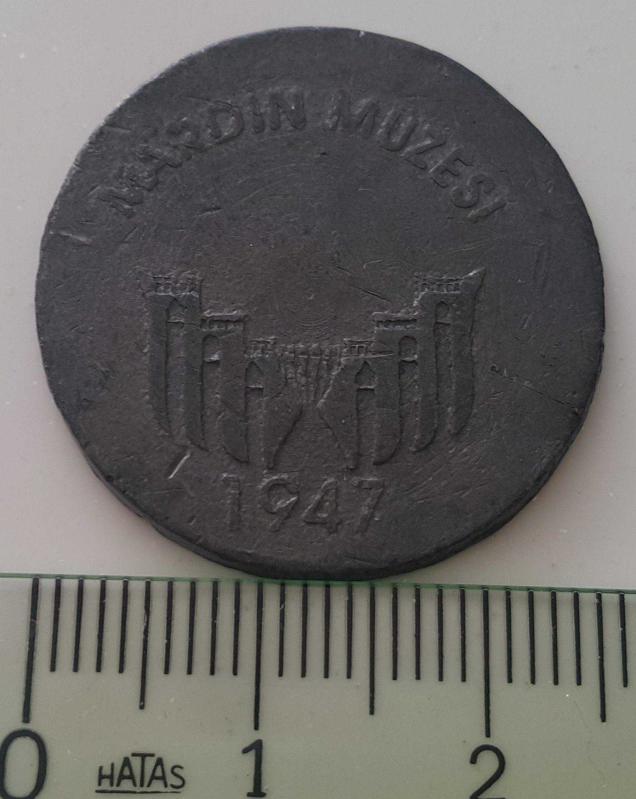 MARDİN MÜZESİ
1947
0 HATAS 1 2